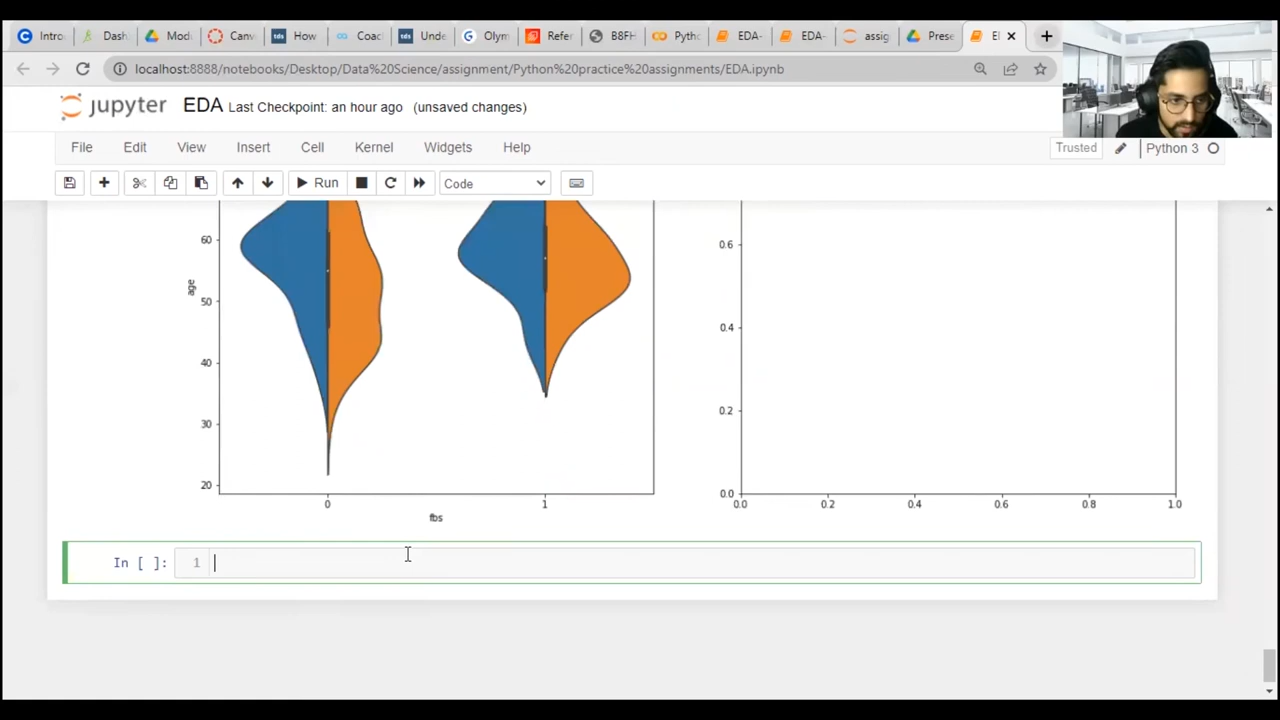 Intro
Dash
Mod
Canv
How
Coac
Unde
Olym
Refer
B8FH
Pytho
EDA-
EDA-
assig
Prese
localhost:8888/notebooks/Desktop/Data%20Science/assignment/Python%20practice%20assignments/EDA.ipynb
jupyter EDA Last Checkpoint: an hour ago (unsaved changes)
File Edit View Insert Cell Kernel Widgets Help
Trusted Python 3
Run Code
60
50
40
30
20
age
0 1
fbs
0.6
0.4
0.2
0.0
0.0 0.2 0.4 0.6 0.8 1.0
In [ ]: 1